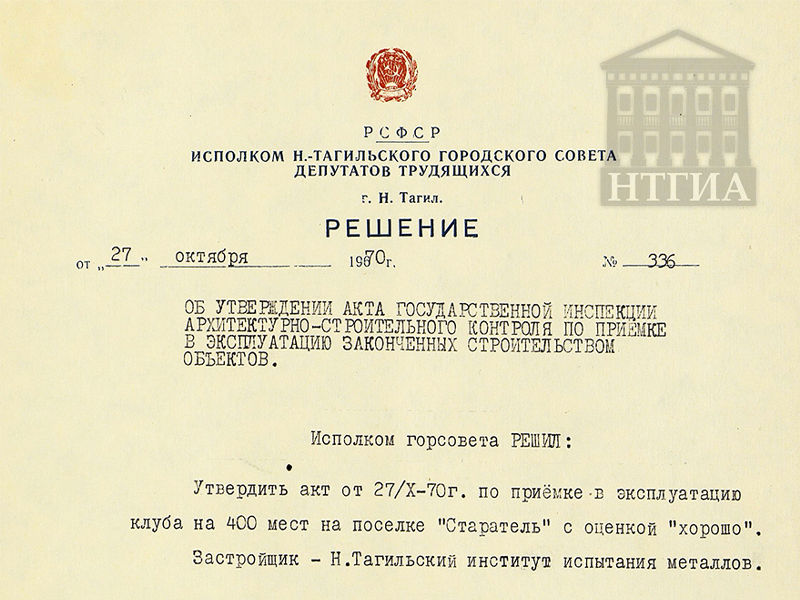 РСФСР
ИСПОЛКОМ Н.-ТАГИЛЬСКОГО ГОРОДСКОГО СОВЕТА
ДЕПУТАТОВ ТРУДЯЩИХСЯ
НТГИА
г. Н. Тагил.
РЕШЕНИЕ
от „27„ октября 1970г. № 336
ОБ УТВЕРЖДЕНИИ АКТА ГОСУДАРСТВЕННОЙ ИНСПЕКЦИИ
АРХИТЕКТУРНО-СТРОИТЕЛЬНОГО КОНТРОЛЯ ПО ПРИЕМКЕ
В ЭКСПЛУАТАЦИЮ ЗАКОНЧЕННЫХ СТРОИТЕЛЬСТВОМ
ОБЪЕКТОВ.
Исполком горсовета РЕШИЛ:
Утвердить акт от 27/X-70г. по приёмке в эксплуатацию
клуба на 400 мест на поселке "Старатель" с оценкой "хорошо".
Застройщик - Н.Тагильский институт испытания металлов.